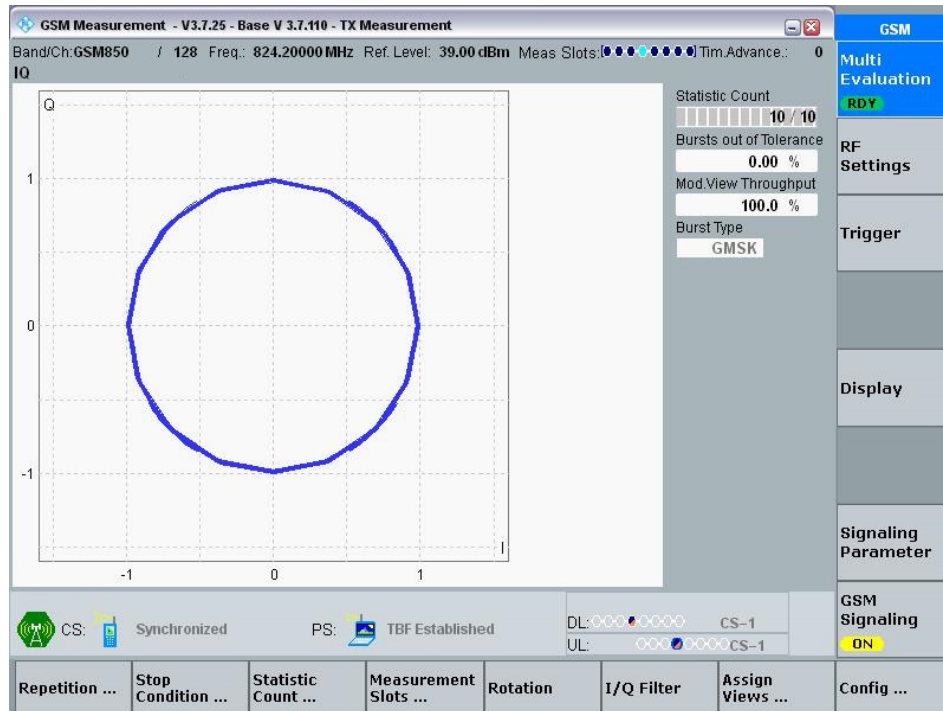 GSM Measurement - V3.7.25 - Base V 3.7.110 - TX Measurement
Band/Ch:GSM850 / 128 Freq.: 824.20000 MHz Ref. Level: 39.00 dBm Meas Slots: Tim.Advance.: 0
IQ
Q
1
0
-1
I
-1 0 1
Statistic Count
10 / 10
Bursts out of Tolerance
0.00 %
Mod.View Throughput
100.0 %
Burst Type
GMSK
CS: Synchronized PS: TBF Established
DL: CS-1
UL: CS-1
GSM
Multi
Evaluation
RDY
RF
Settings
Trigger
Display
Signaling
Parameter
GSM
Signaling
ON
Repetition ...
Stop
Condition ...
Statistic
Count ...
Measurement
Slots ...
Rotation
I/Q Filter
Assign
Views ...
Config ...